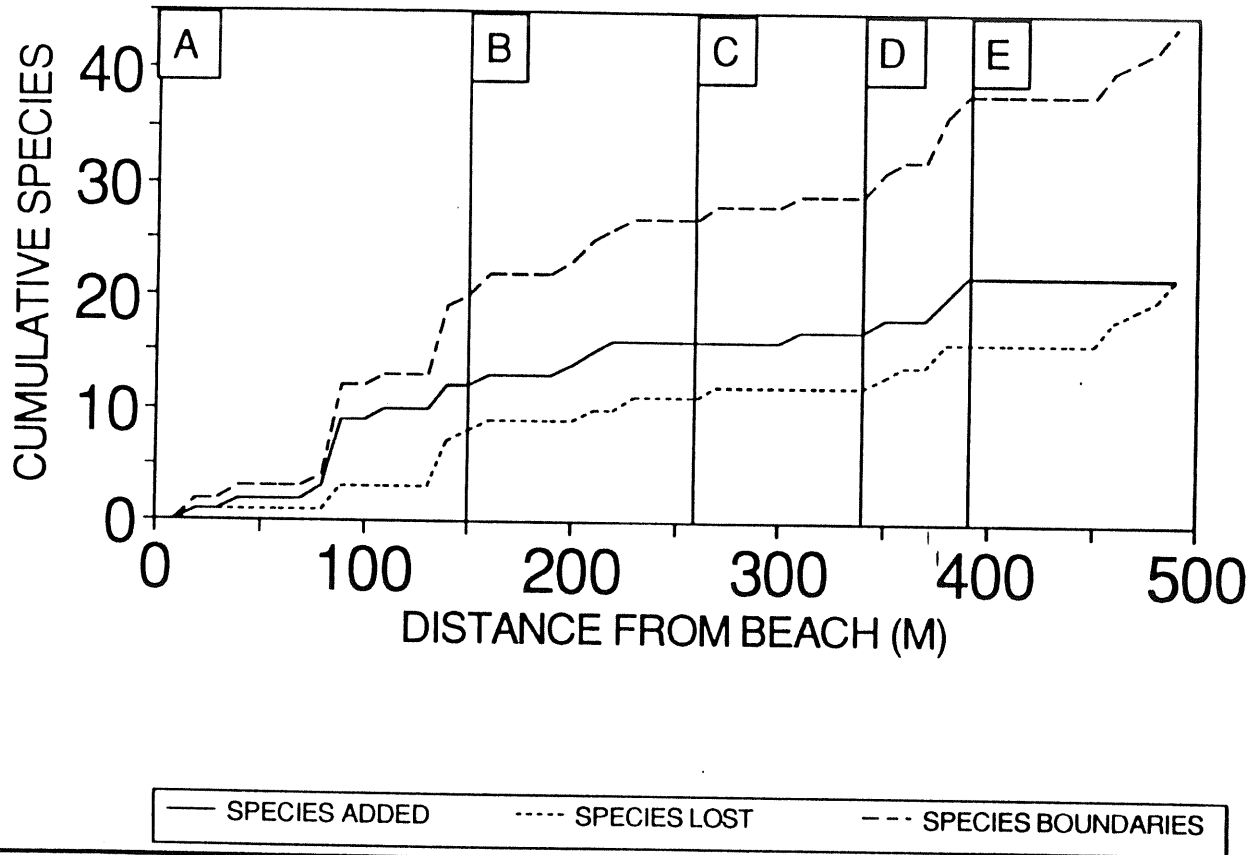 A B C D E
CUMULATIVE SPECIES
40
30
20
10
0
0 100 200 300 400 500
DISTANCE FROM BEACH (M)
SPECIES ADDED SPECIES LOST SPECIES BOUNDARIES